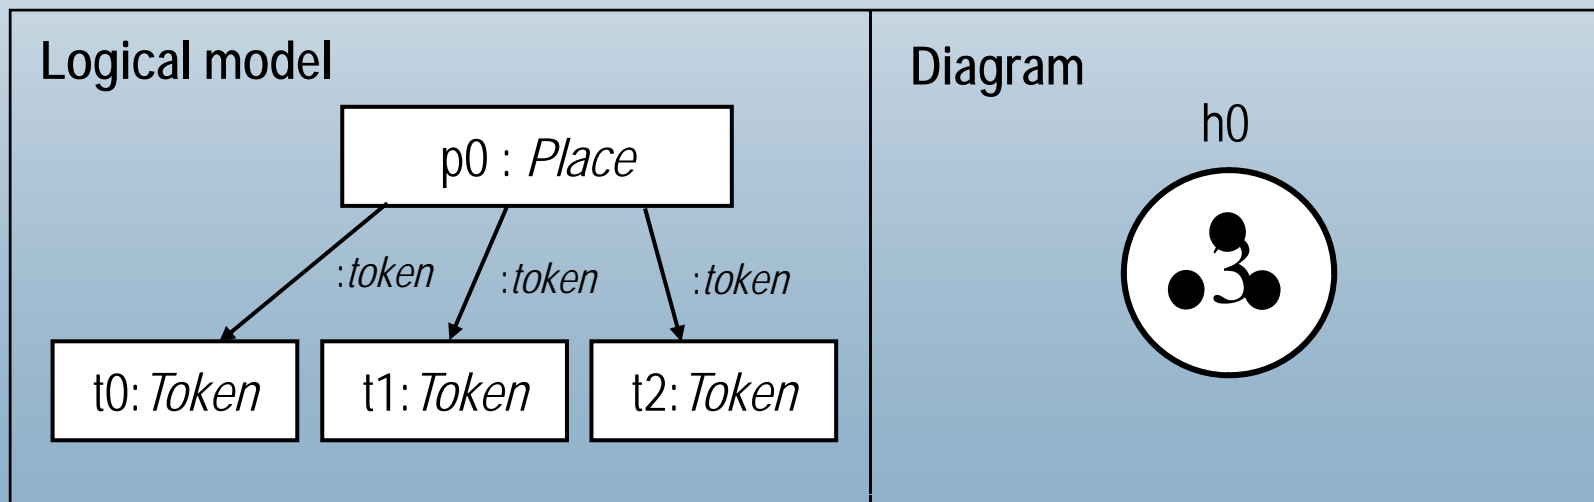 Logical model
p0 : Place
:token
:token
:token
t0: Token
t1: Token
t2: Token
Diagram
h0
3